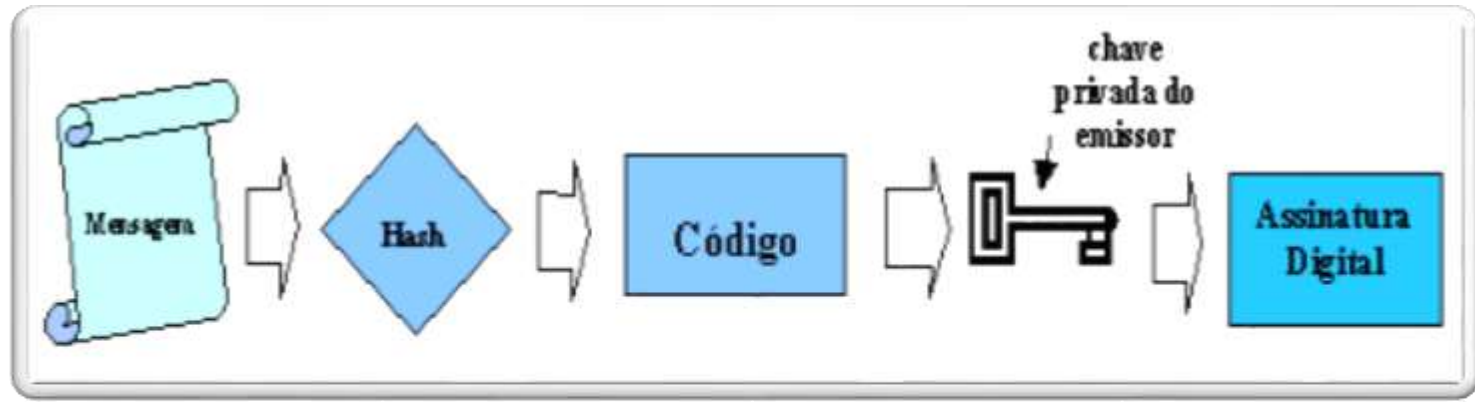 Mensagem
Hash
Código
chave
privada do
emissor
Assinatura
Digital